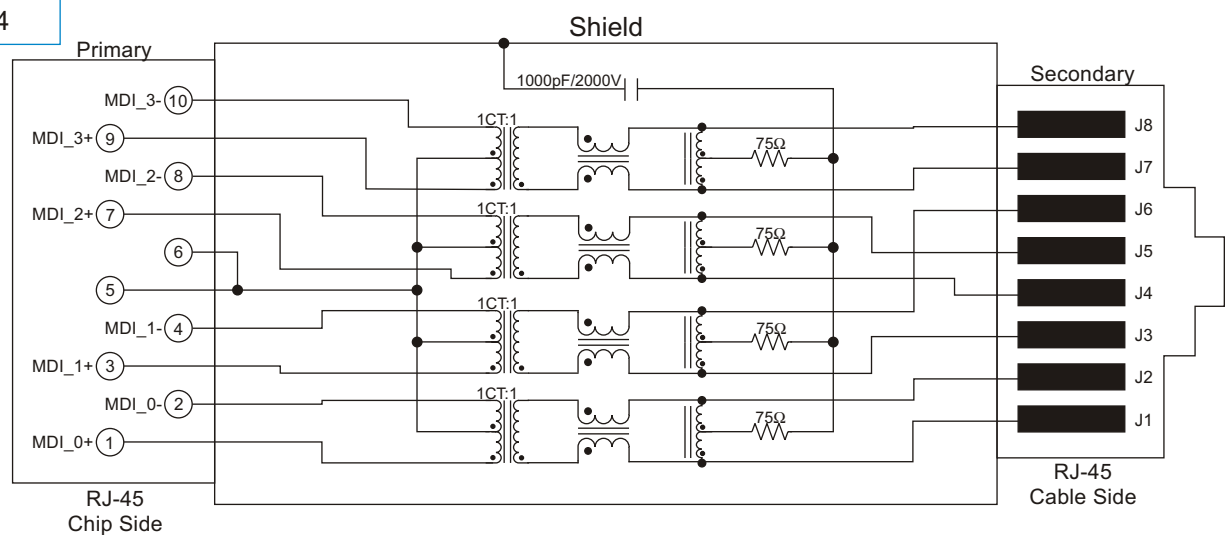 4
Shield
Primary
Secondary
1000pF/2000V
MDI_3- 10
MDI_3+ 9
MDI_2- 8
MDI_2+ 7
6
5
MDI_1- 4
MDI_1+ 3
MDI_0- 2
MDI_0+ 1
1CT:1
75Ω
1CT:1
75Ω
1CT:1
75Ω
1CT:1
75Ω
J8
J7
J6
J5
J4
J3
J2
J1
RJ-45
Chip Side
RJ-45
Cable Side